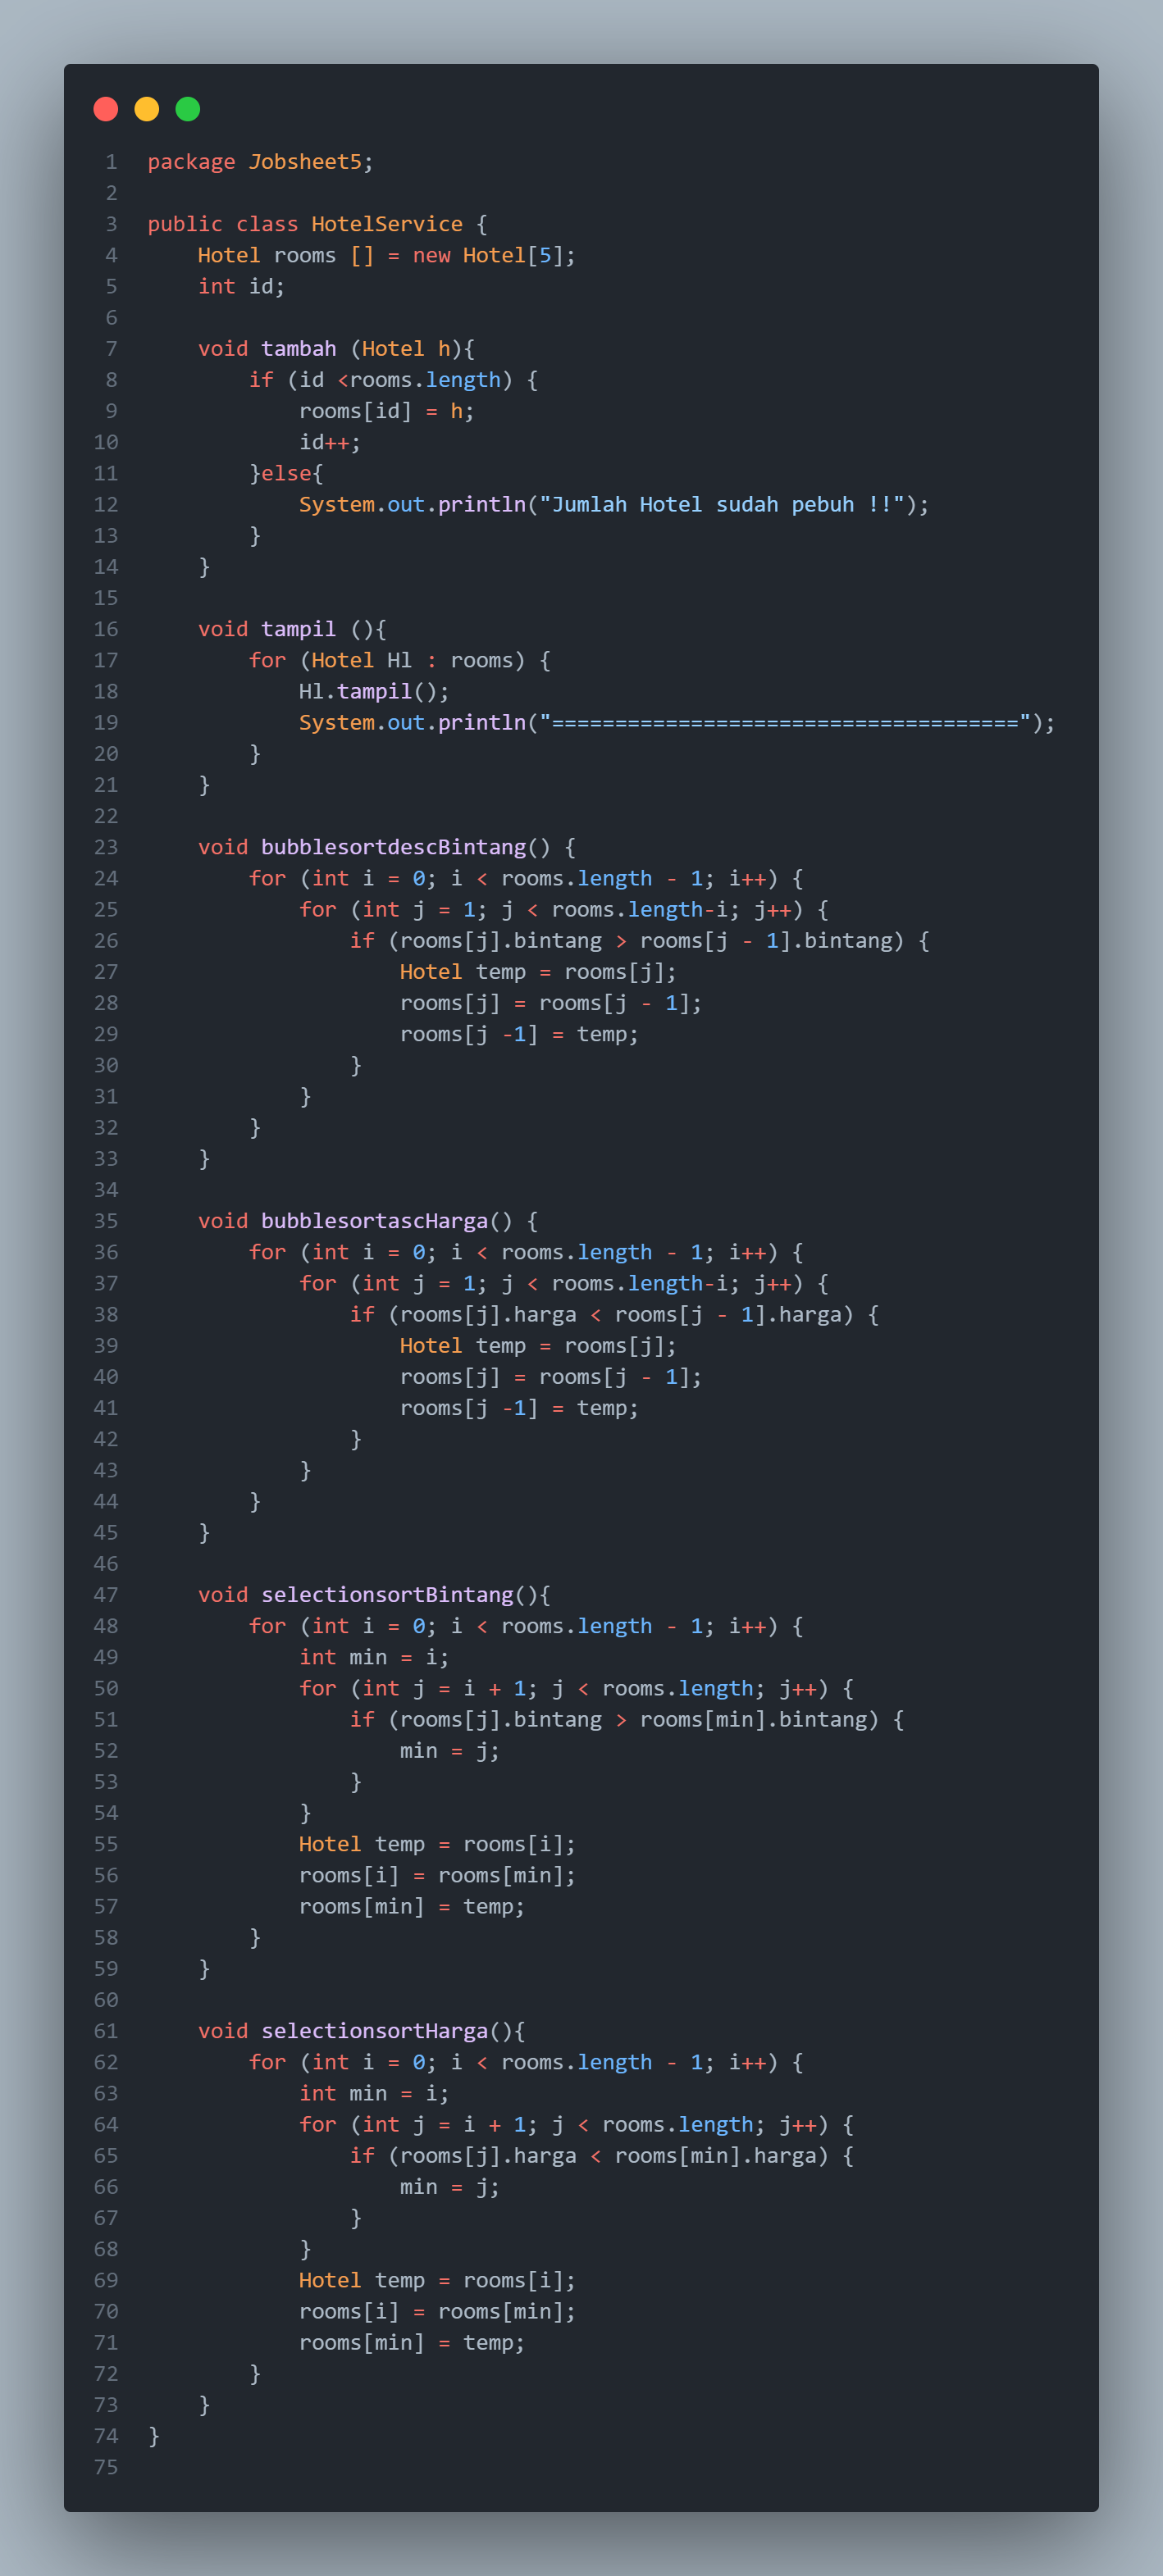 1 package Jobsheet5;
2
3 public class HotelService {
4     Hotel rooms [] = new Hotel[5];
5     int id;
6
7     void tambah (Hotel h){
8         if (id <rooms.length) {
9             rooms[id] = h;
10             id++;
11         }else{
12             System.out.println("Jumlah Hotel sudah pebuh !!");
13         }
14     }
15
16     void tampil (){
17         for (Hotel Hl : rooms) {
18             Hl.tampil();
19             System.out.println("=====================================");
20         }
21     }
22
23     void bubblesortdescBintang() {
24         for (int i = 0; i < rooms.length - 1; i++) {
25             for (int j = 1; j < rooms.length-i; j++) {
26                 if (rooms[j].bintang > rooms[j - 1].bintang) {
27                     Hotel temp = rooms[j];
28                     rooms[j] = rooms[j - 1];
29                     rooms[j -1] = temp;
30                 }
31             }
32         }
33     }
34
35     void bubblesortascHarga() {
36         for (int i = 0; i < rooms.length - 1; i++) {
37             for (int j = 1; j < rooms.length-i; j++) {
38                 if (rooms[j].harga < rooms[j - 1].harga) {
39                     Hotel temp = rooms[j];
40                     rooms[j] = rooms[j - 1];
41                     rooms[j -1] = temp;
42                 }
43             }
44         }
45     }
46
47     void selectionsortBintang(){
48         for (int i = 0; i < rooms.length - 1; i++) {
49             int min = i;
50             for (int j = i + 1; j < rooms.length; j++) {
51                 if (rooms[j].bintang > rooms[min].bintang) {
52                     min = j;
53                 }
54             }
55             Hotel temp = rooms[i];
56             rooms[i] = rooms[min];
57             rooms[min] = temp;
58         }
59     }
60
61     void selectionsortHarga(){
62         for (int i = 0; i < rooms.length - 1; i++) {
63             int min = i;
64             for (int j = i + 1; j < rooms.length; j++) {
65                 if (rooms[j].harga < rooms[min].harga) {
66                     min = j;
67                 }
68             }
69             Hotel temp = rooms[i];
70             rooms[i] = rooms[min];
71             rooms[min] = temp;
72         }
73     }
74 }
75